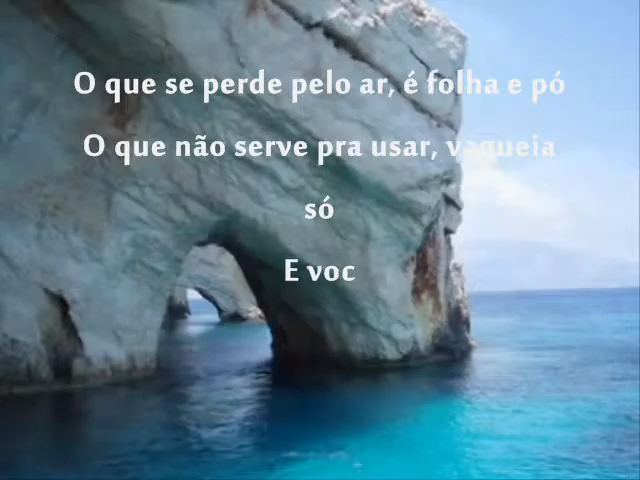 O que se perde pelo ar, é folha e pó
O que não serve pra usar, vagueia
só
E voc